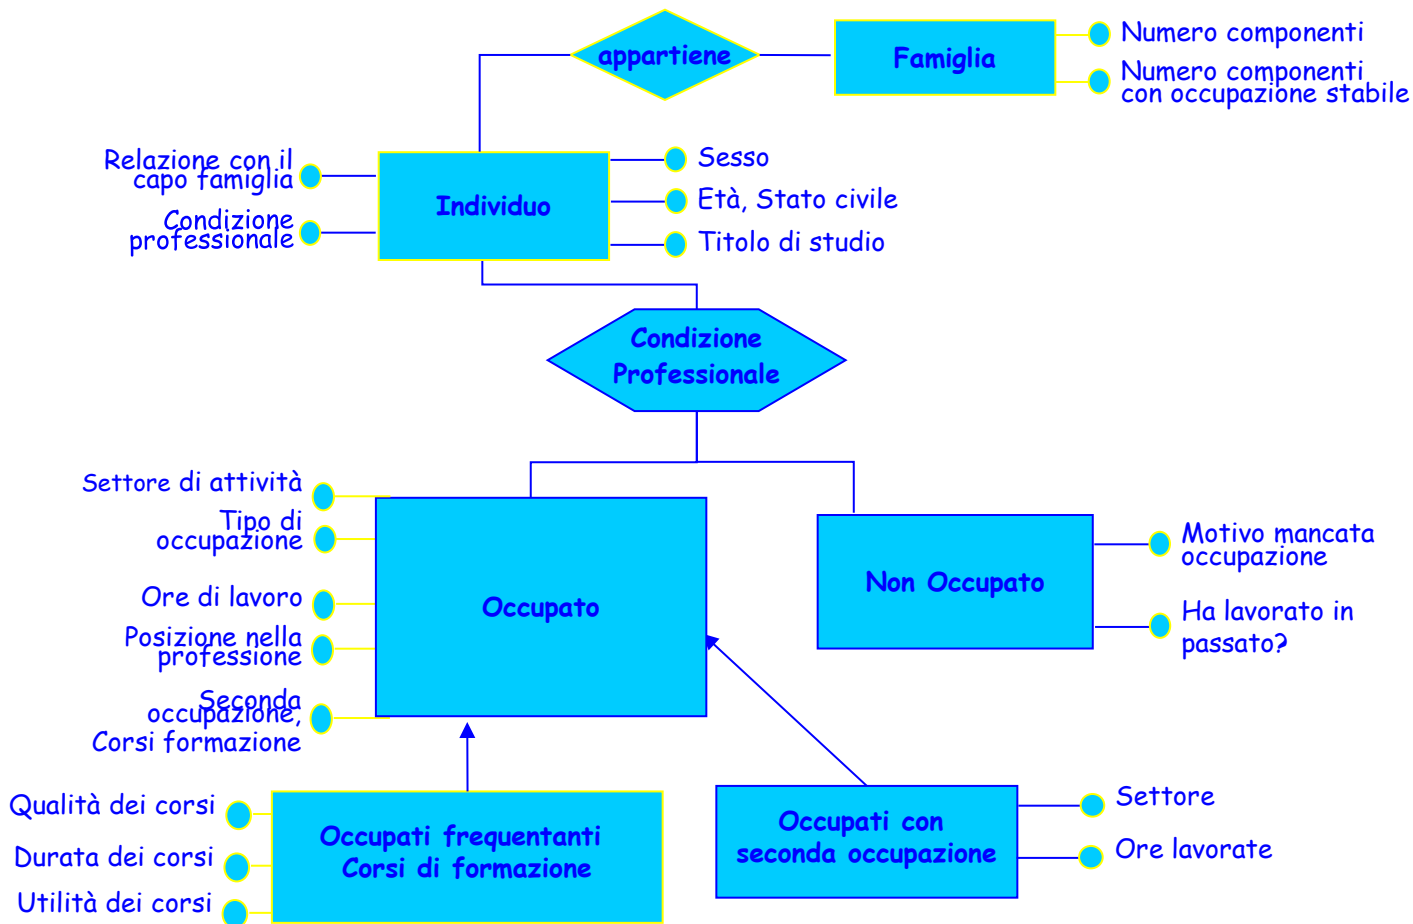 appartiene
Famiglia
Numero componenti
Numero componenti
con occupazione stabile
Relazione con il
capo famiglia
Condizione
professionale
Individuo
Sesso
Età, Stato civile
Titolo di studio
Condizione
Professionale
Settore di attività
Tipo di
occupazione
Ore di lavoro
Posizione nella
professione
Seconda
occupazione,
Corsi formazione
Occupato
Non Occupato
Motivo mancata
occupazione
Ha lavorato in
passato?
Qualità dei corsi
Durata dei corsi
Utilità dei corsi
Occupati frequentanti
Corsi di formazione
Occupati con
seconda occupazione
Settore
Ore lavorate